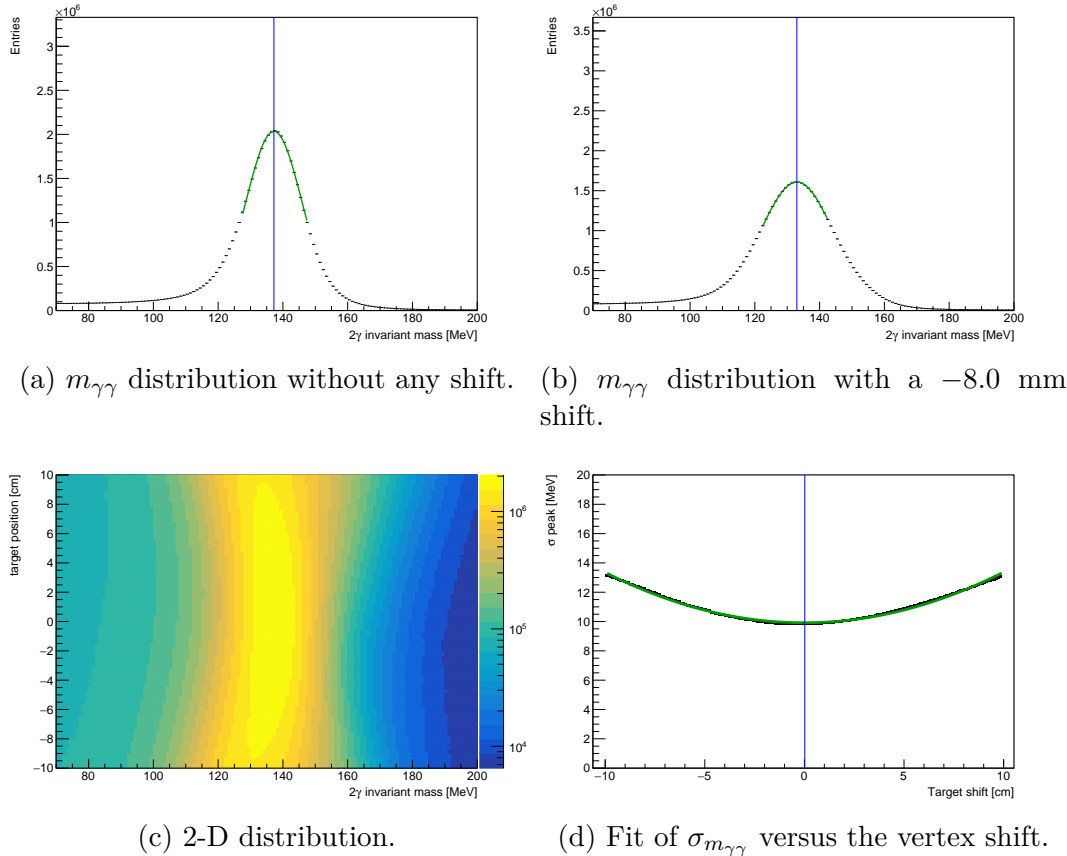 ×10⁶
Entries
3
2.5
2
1.5
1
0.5
0
80 100 120 140 160 180 200
2γ invariant mass [MeV]
×10⁶
Entries
3.5
3
2.5
2
1.5
1
0.5
0
80 100 120 140 160 180 200
2γ invariant mass [MeV]
(a) mγγ distribution without any shift.
(b) mγγ distribution with a −8.0 mm
shift.
target position [cm]
10
8
6
4
2
0
−2
−4
−6
−8
−10
80 100 120 140 160 180 200
2γ invariant mass [MeV]
10⁶
10⁵
10⁴
σ peak [MeV]
20
18
16
14
12
10
8
6
4
2
0
−10 −5 0 5 10
Target shift [cm]
(c) 2-D distribution.
(d) Fit of σmγγ versus the vertex shift.